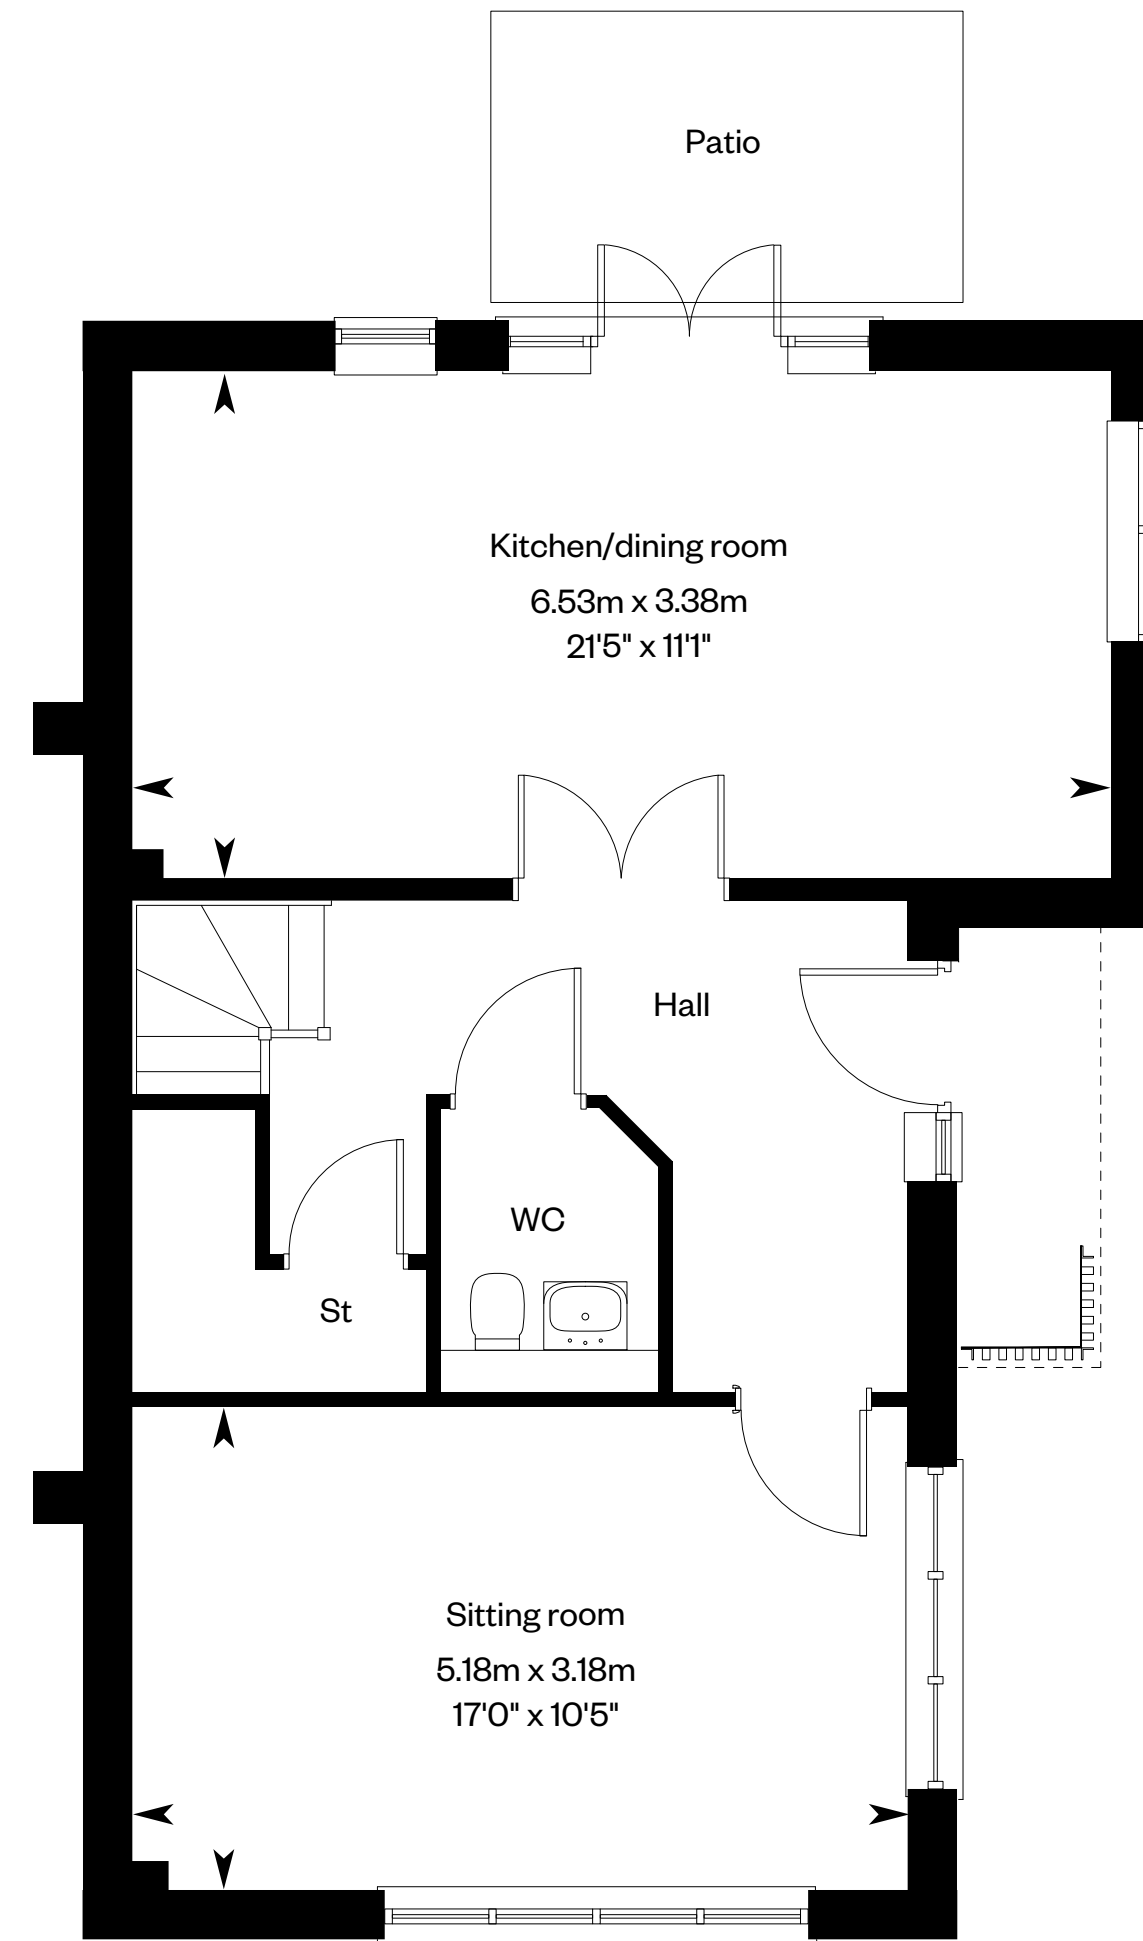 Patio
Kitchen/dining room
6.53m x 3.38m
21'5" x 11'1"
Hall
WC
St
Sitting room
5.18m x 3.18m
17'0" x 10'5"